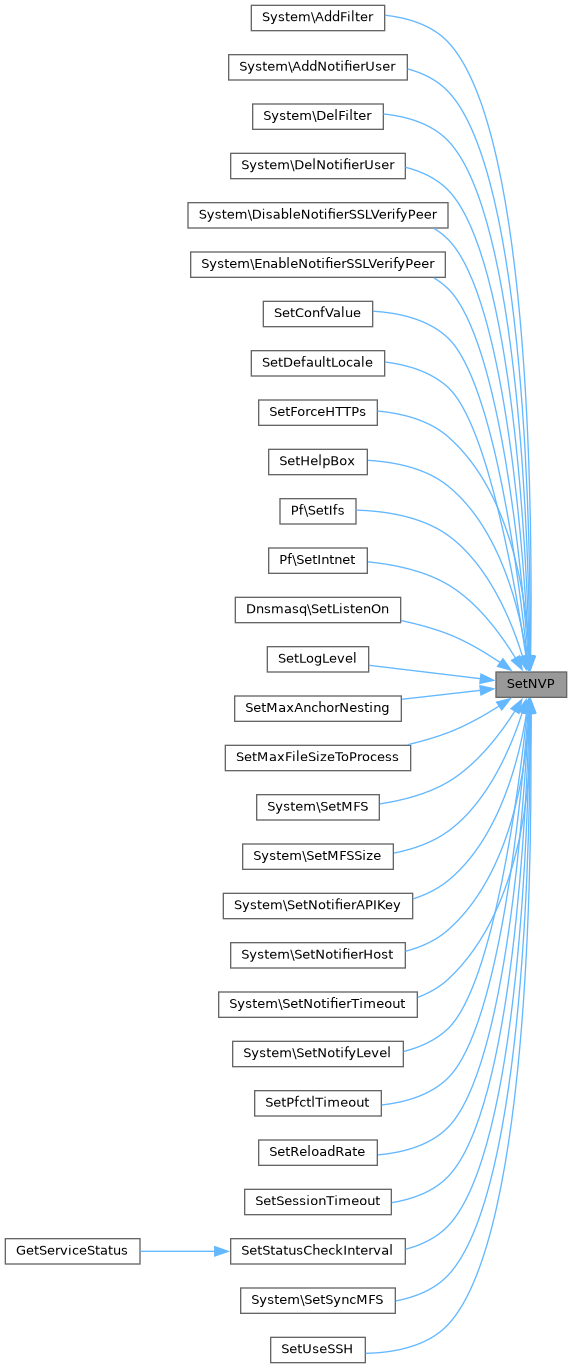 System\AddFilter
System\AddNotifierUser
System\DelFilter
System\DelNotifierUser
System\DisableNotifierSSLVerifyPeer
System\EnableNotifierSSLVerifyPeer
SetConfValue
SetDefaultLocale
SetForceHTTPs
SetHelpBox
Pf\SetIfs
Pf\SetIntnet
Dnsmasq\SetListenOn
SetLogLevel
SetNVP
SetMaxAnchorNesting
SetMaxFileSizeToProcess
System\SetMFS
System\SetMFSSize
System\SetNotifierAPIKey
System\SetNotifierHost
System\SetNotifierTimeout
System\SetNotifyLevel
SetPfctlTimeout
SetReloadRate
SetSessionTimeout
GetServiceStatus
SetStatusCheckInterval
System\SetSyncMFS
SetUseSSH